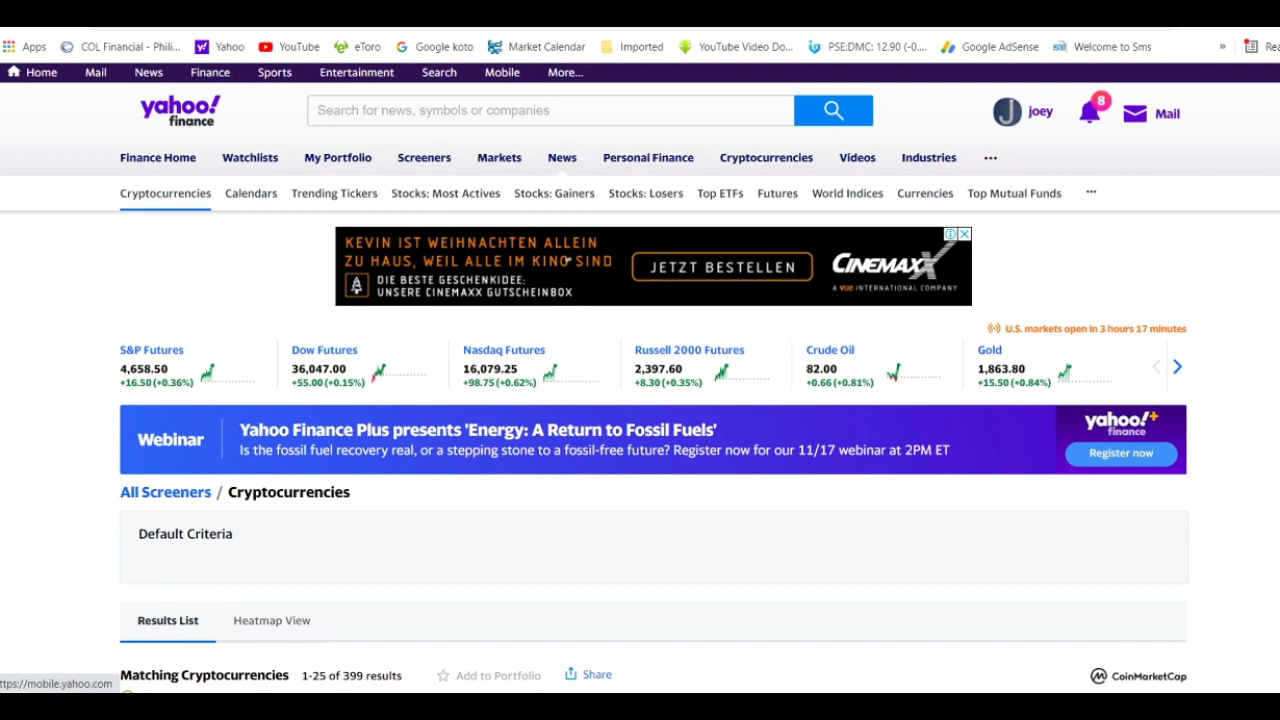 Apps COL Financial - Phili... Yahoo YouTube eToro Google koto Market Calendar Imported YouTube Video Do... PSE:DMC: 12.90 (-0.... Google AdSense Welcome to Sms » Rea
Home Mail News Finance Sports Entertainment Search Mobile More...
yahoo!
finance
Search for news, symbols or companies
J joey 8 Mail
Finance Home Watchlists My Portfolio Screeners Markets News Personal Finance Cryptocurrencies Videos Industries ...
Cryptocurrencies Calendars Trending Tickers Stocks: Most Actives Stocks: Gainers Stocks: Losers Top ETFs Futures World Indices Currencies Top Mutual Funds ...
KEVIN IST WEIHNACHTEN ALLEIN
ZU HAUS, WEIL ALLE IM KINO SIND
DIE BESTE GESCHENKIDEE:
UNSERE CINEMAXX GUTSCHEINBOX
JETZT BESTELLEN
CINEMAXX
A VUE INTERNATIONAL COMPANY
U.S. markets open in 3 hours 17 minutes
S&P Futures Dow Futures Nasdaq Futures Russell 2000 Futures Crude Oil Gold
4,658.50 36,047.00 16,079.25 2,397.60 82.00 1,863.80
+16.50 (+0.36%) +55.00 (+0.15%) +98.75 (+0.62%) +8.30 (+0.35%) +0.66 (+0.81%) +15.50 (+0.84%)
Webinar
Yahoo Finance Plus presents 'Energy: A Return to Fossil Fuels'
Is the fossil fuel recovery real, or a stepping stone to a fossil-free future? Register now for our 11/17 webinar at 2PM ET
yahoo!+
finance
Register now
All Screeners / Cryptocurrencies
Default Criteria
Results List Heatmap View
Matching Cryptocurrencies 1-25 of 399 results Add to Portfolio Share CoinMarketCap
ttps://mobile.yahoo.com